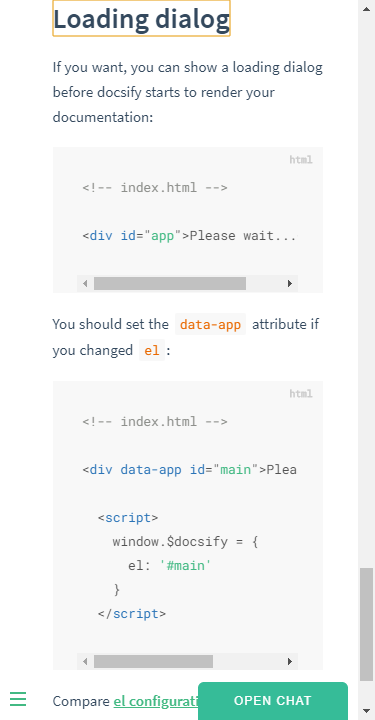 Loading dialog
If you want, you can show a loading dialog
before docsify starts to render your
documentation:
html
<!-- index.html -->
<div id="app">Please wait...
You should set the data-app attribute if
you changed el :
html
<!-- index.html -->
<div data-app id="main">Plea
<script>
window.$docsify = {
el: '#main'
}
</script>
Compare el configurati
OPEN CHAT